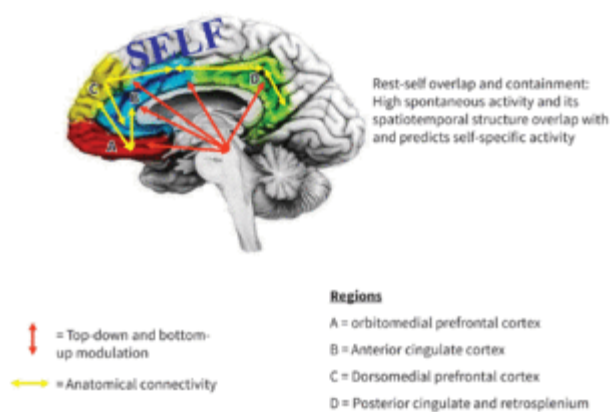 SELF
C
D
B
A
Rest-self overlap and containment:
High spontaneous activity and its
spatiotemporal structure overlap with
and predicts self-specific activity
= Top-down and bottom-
up modulation
= Anatomical connectivity
Regions
A = orbitomedial prefrontal cortex
B = Anterior cingulate cortex
C = Dorsomedial prefrontal cortex
D = Posterior cingulate and retrosplenium